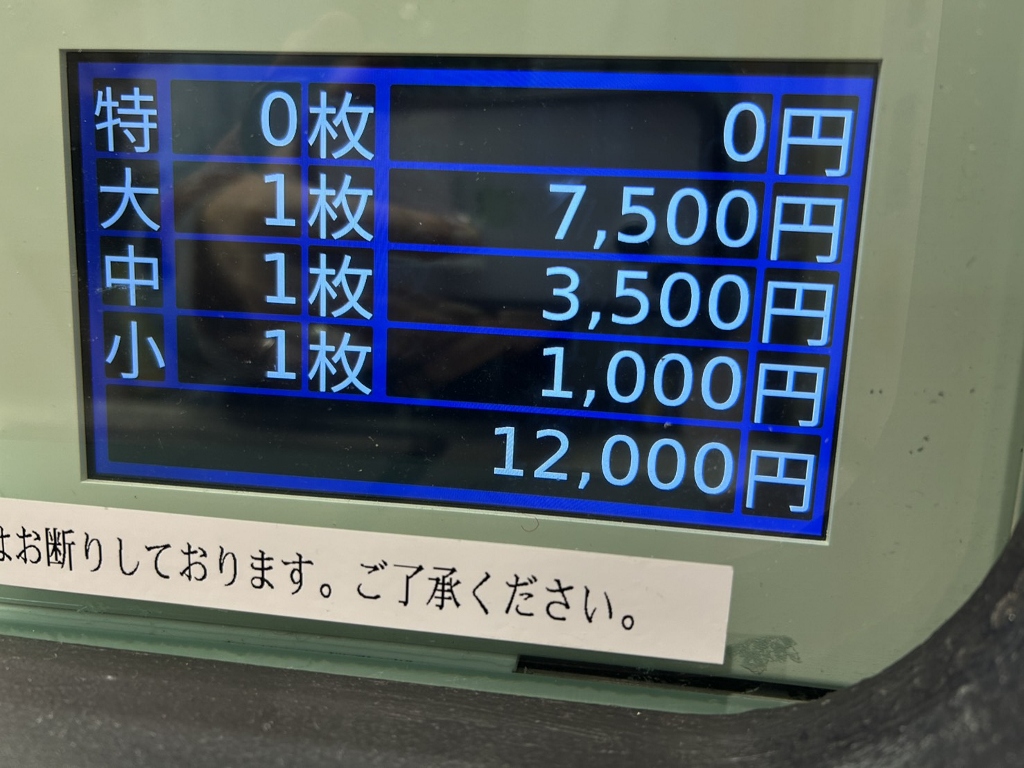 特 0枚 0円
大 1枚 7,500円
中 1枚 3,500円
小 1枚 1,000円
12,000円
はお断りしております。ご了承ください。